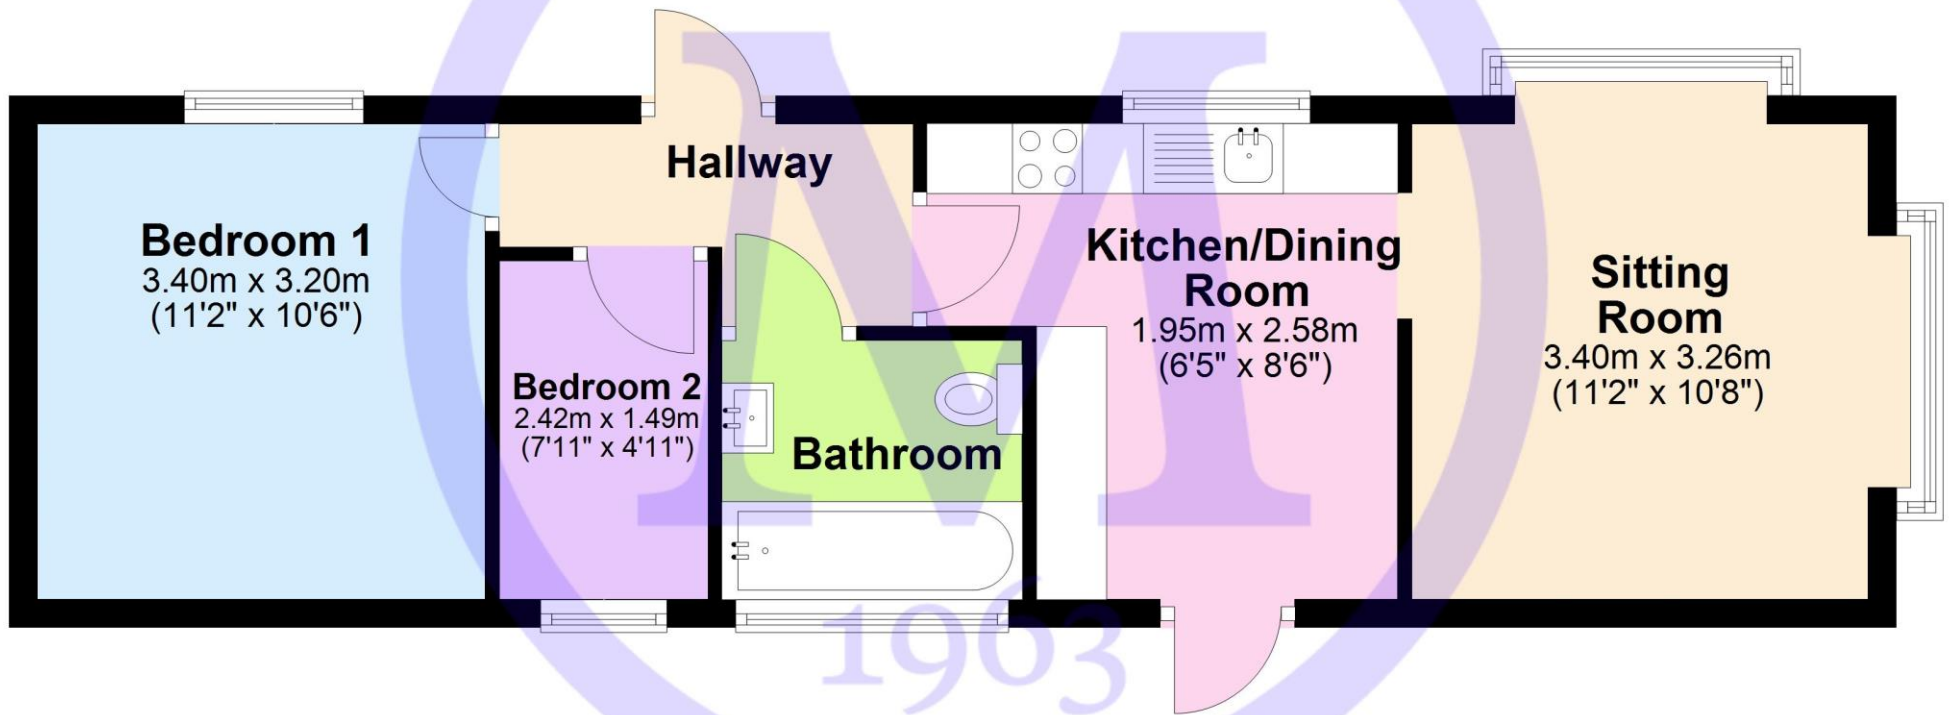 Hallway
Bedroom 1
3.40m x 3.20m
(11'2" x 10'6")
Bedroom 2
2.42m x 1.49m
(7'11" x 4'11")
Bathroom
Kitchen/Dining
Room
1.95m x 2.58m
(6'5" x 8'6")
Sitting
Room
3.40m x 3.26m
(11'2" x 10'8")
M
1963